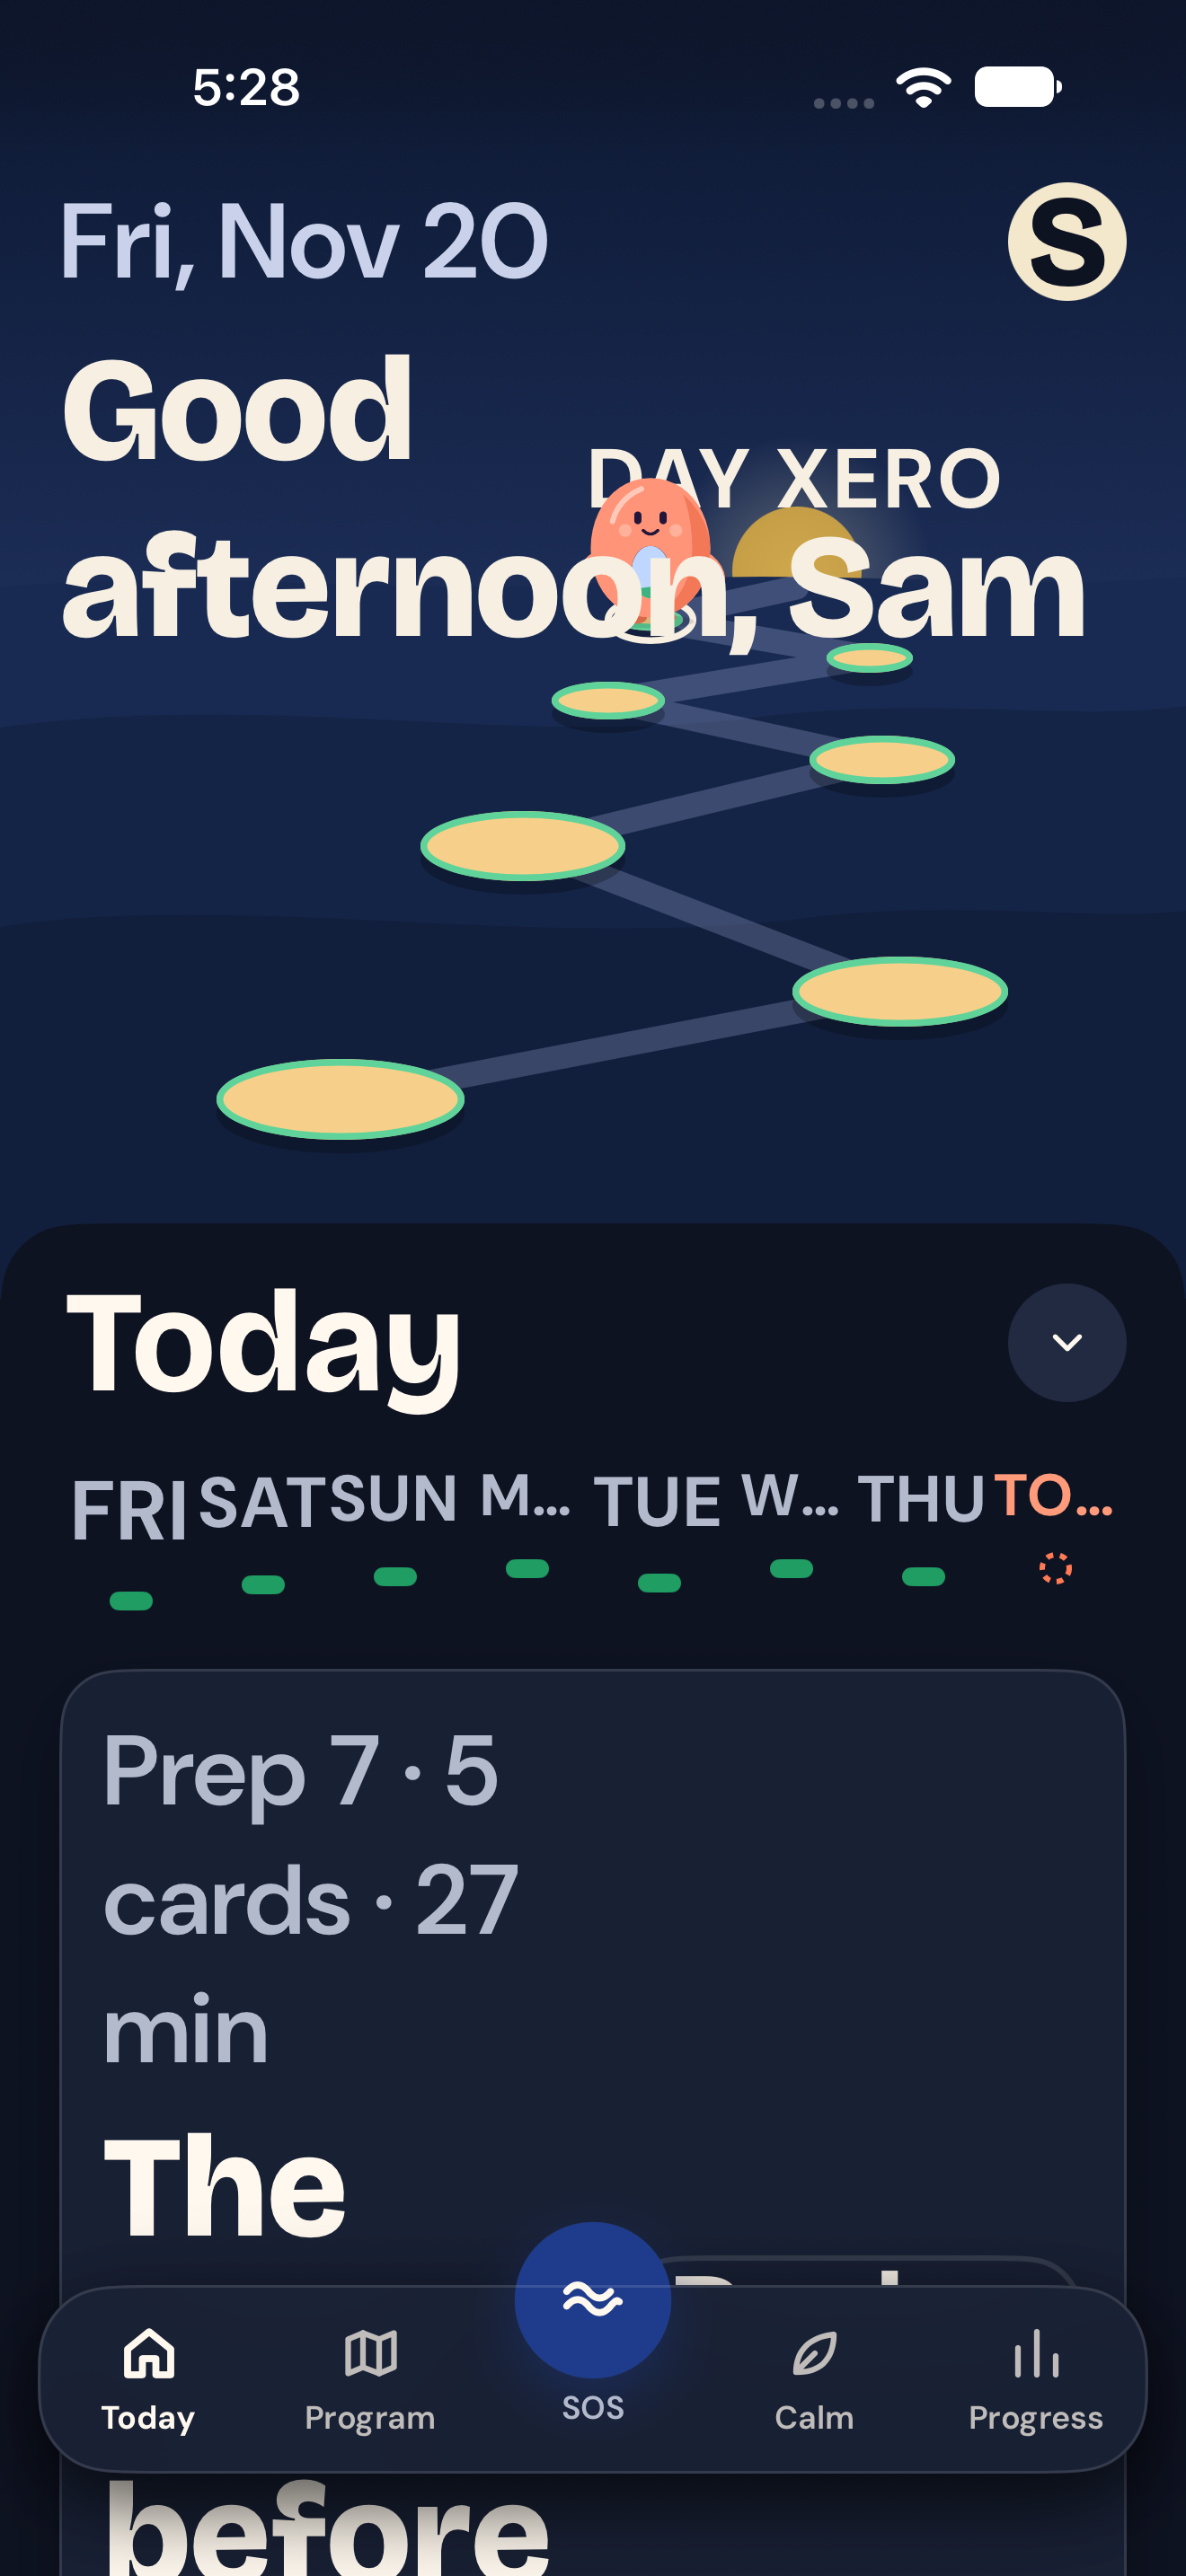 5:28
Fri, Nov 20
S
Good
DAY XERO
afternoon, Sam
Today
FRI SAT SUN M... TUE W... THU TO...
Prep 7 · 5
cards · 27
min
The
Today
Program
SOS
Calm
Progress
before